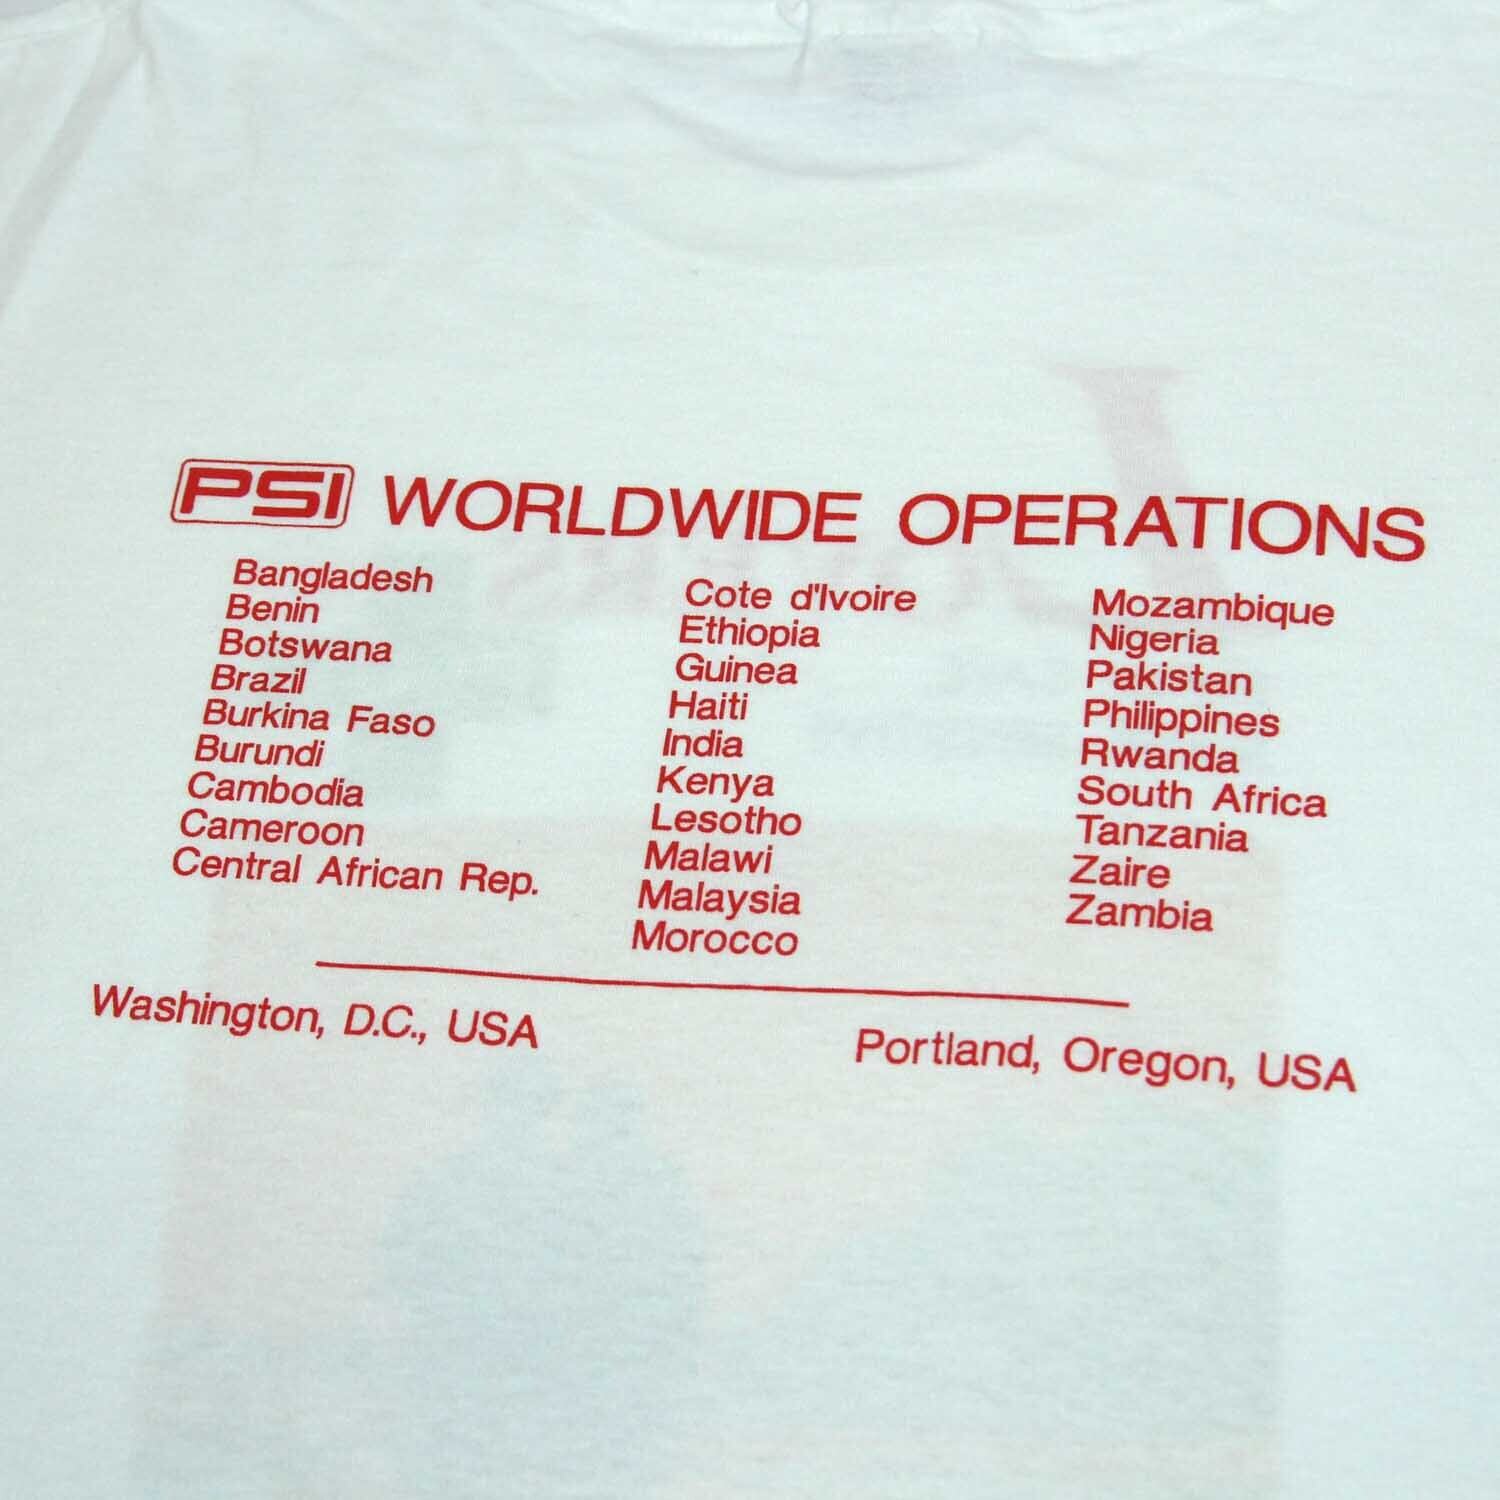 PSI WORLDWIDE OPERATIONS
Bangladesh
Benin
Botswana
Brazil
Burkina Faso
Burundi
Cambodia
Cameroon
Central African Rep.
Cote d'Ivoire
Ethiopia
Guinea
Haiti
India
Kenya
Lesotho
Malawi
Malaysia
Morocco
Mozambique
Nigeria
Pakistan
Philippines
Rwanda
South Africa
Tanzania
Zaire
Zambia
Washington, D.C., USA
Portland, Oregon, USA